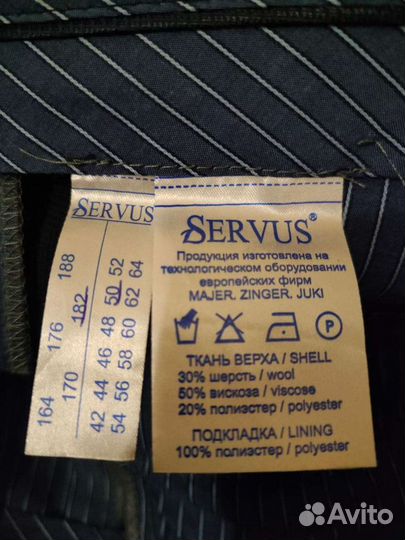 SERVUS
164 170 176 182 188
42 44 46 48 50 52
54 56 58 60 62 64
SERVUS®
Продукция изготовлена на
технологическом оборудовании
европейских фирм
MAJER. ZINGER. JUKI
P
ТКАНЬ ВЕРХА / SHELL
30% шерсть / wool
50% вискоза / viscose
20% полиэстер / polyester
ПОДКЛАДКА / LINING
100% полиэстер / polyester
Avito